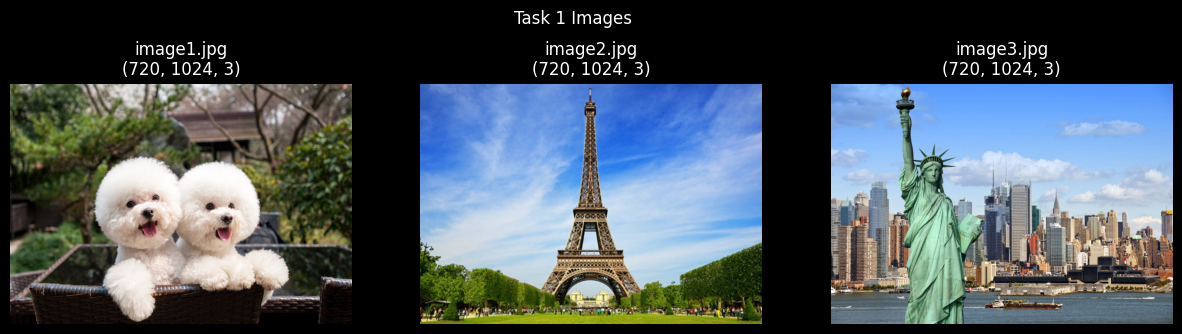 Task 1 Images
image1.jpg
(720, 1024, 3)
image2.jpg
(720, 1024, 3)
image3.jpg
(720, 1024, 3)